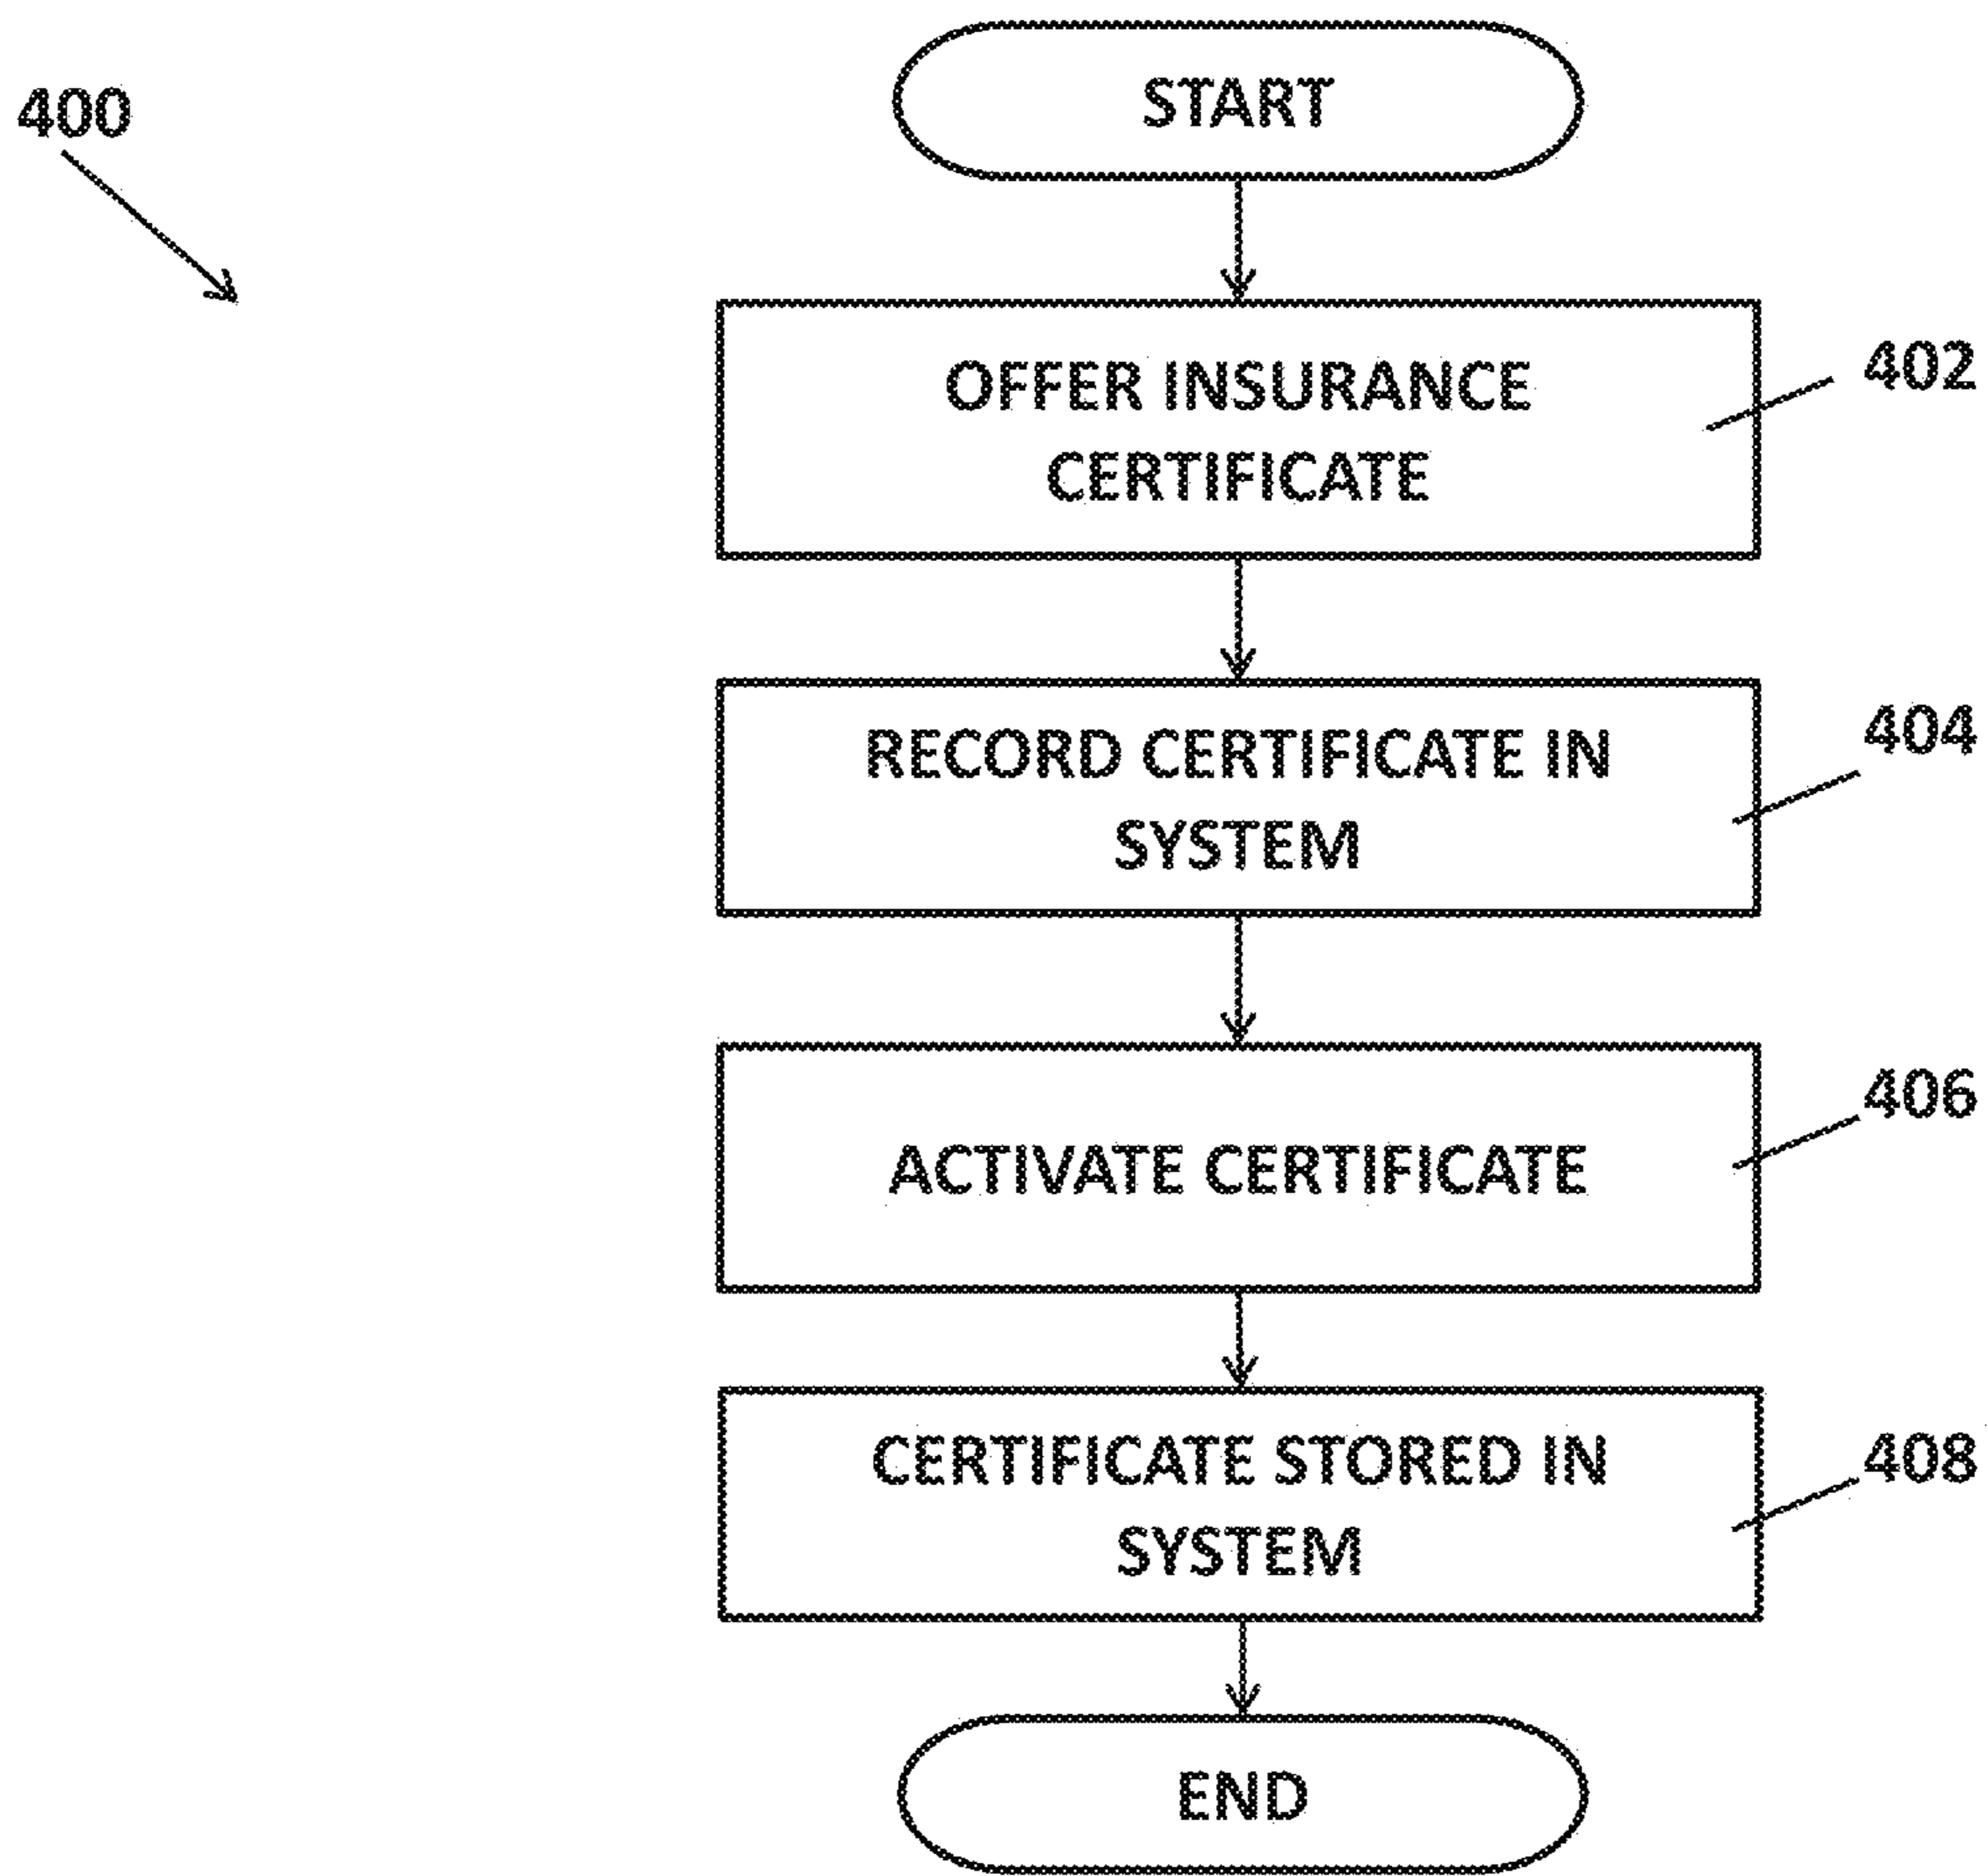 400
START
OFFER INSURANCE
CERTIFICATE
402
RECORD CERTIFICATE IN
SYSTEM
404
ACTIVATE CERTIFICATE
406
CERTIFICATE STORED IN
SYSTEM
408
END